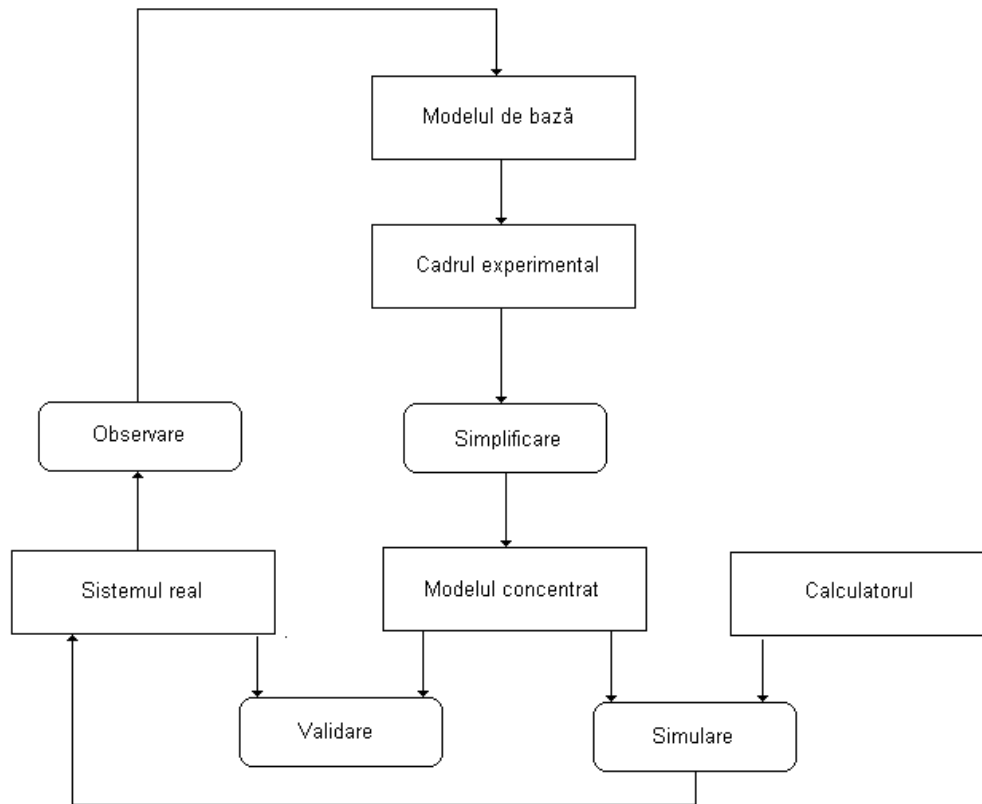 Modelul de bază
Cadrul experimental
Observare
Simplificare
Sistemul real
Modelul concentrat
Calculatorul
Validare
Simulare